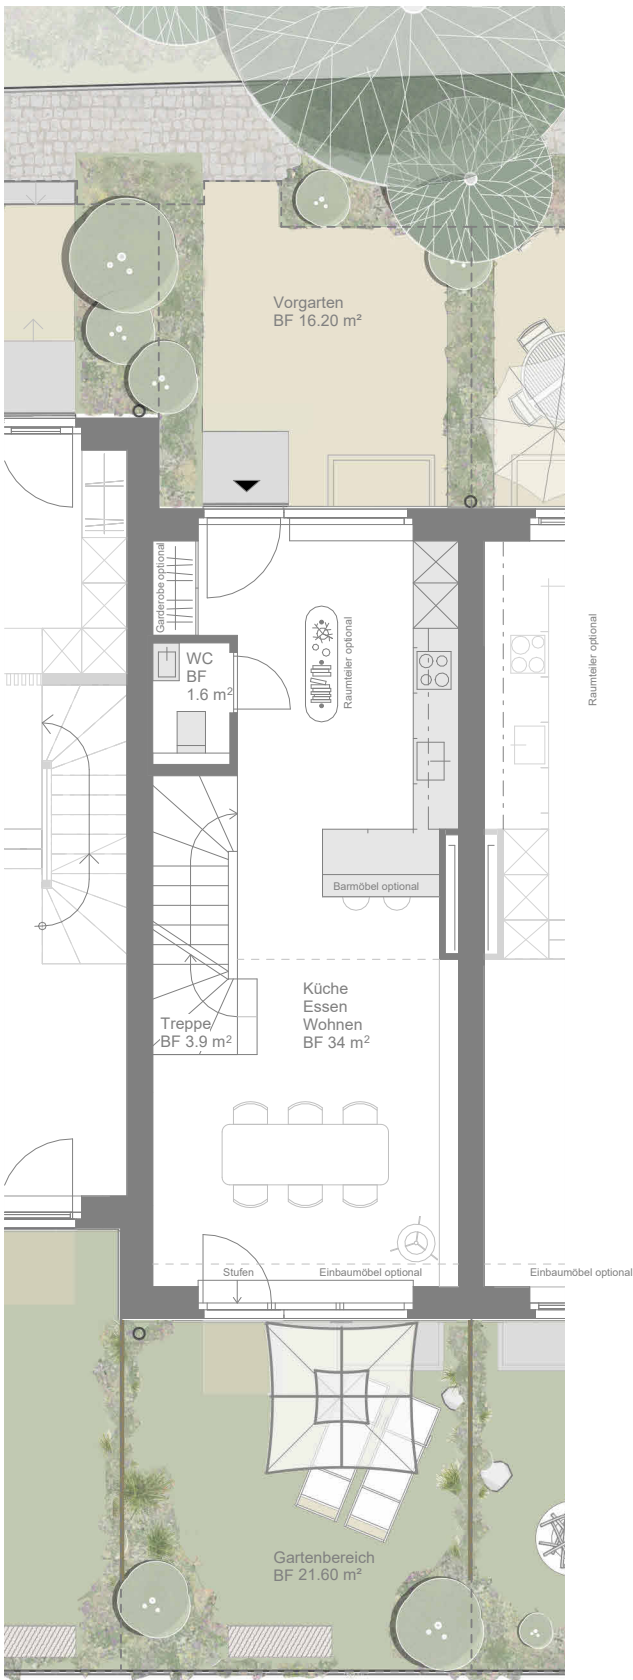 Vorgarten
BF 16.20 m²
Garderobe optional
WC
BF
1.6 m²
Raumteiler optional
Raumteiler optional
Barmöbel optional
Küche
Essen
Wohnen
BF 34 m²
Treppe
BF 3.9 m²
Stufen
Einbaumöbel optional
Einbaumöbel optional
Gartenbereich
BF 21.60 m²